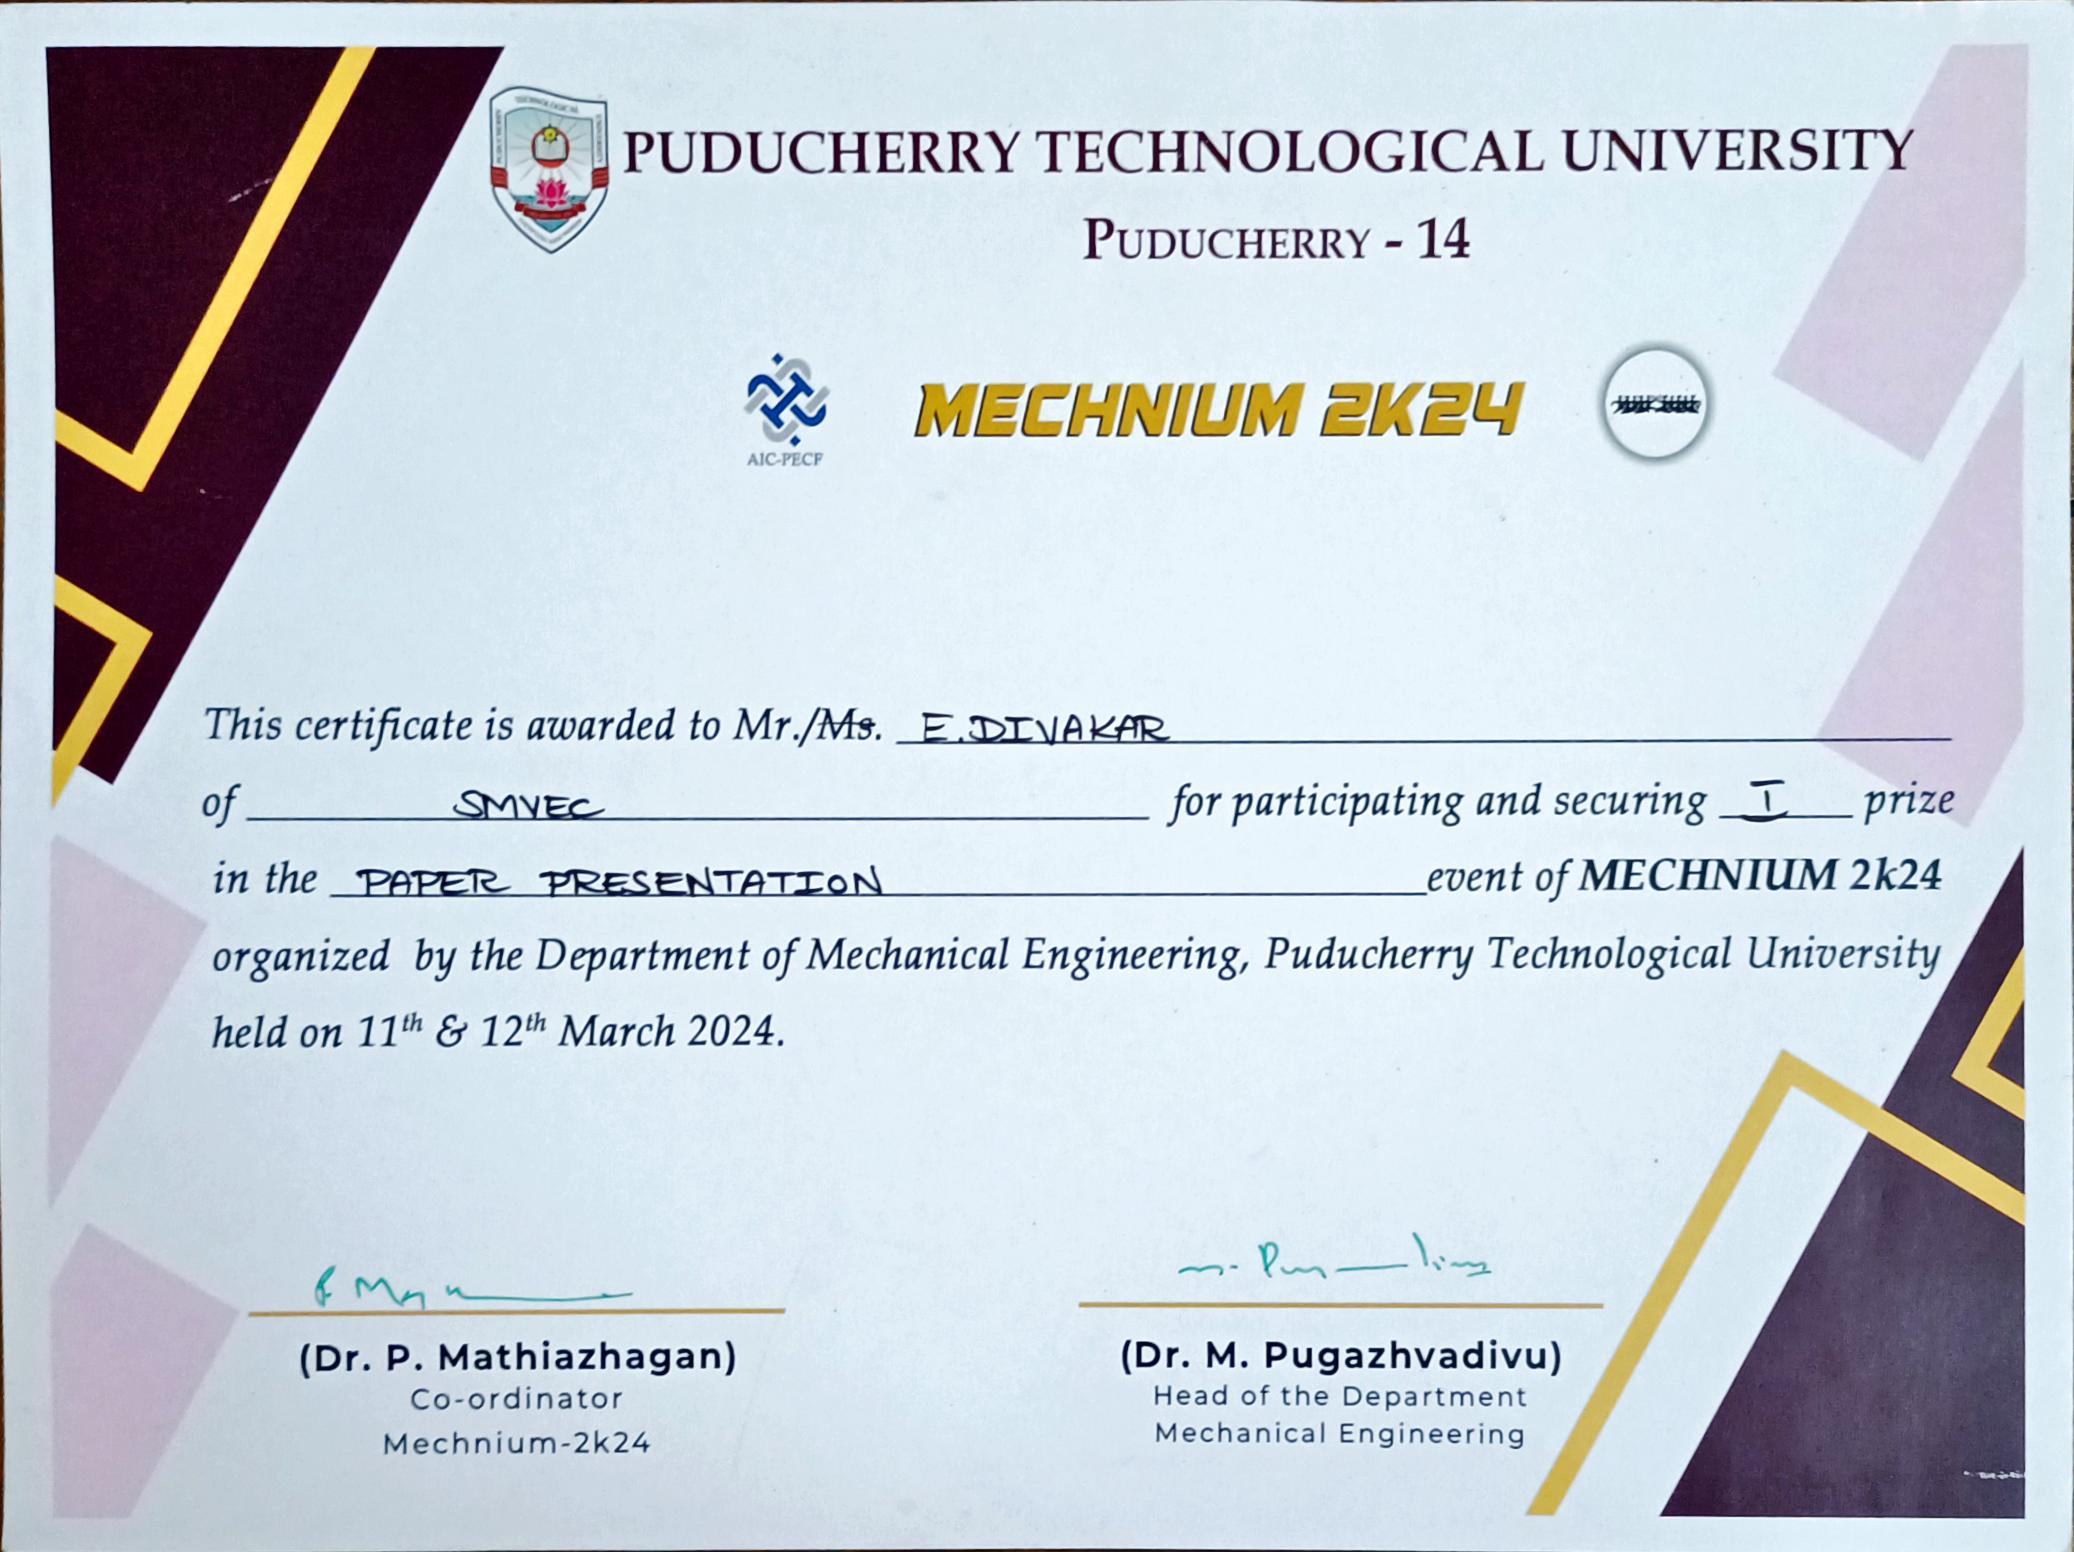 PUDUCHERRY TECHNOLOGICAL UNIVERSITY
PUDUCHERRY - 14
AIC-PECF
MECHNIUM 2K24
This certificate is awarded to Mr./Ms. E.DIVAKAR
of SMVEC for participating and securing I prize
in the PAPER PRESENTATION event of MECHNIUM 2k24
organized by the Department of Mechanical Engineering, Puducherry Technological University
held on 11th & 12th March 2024.
(Dr. P. Mathiazhagan)
Co-ordinator
Mechnium-2k24
(Dr. M. Pugazhvadivu)
Head of the Department
Mechanical Engineering